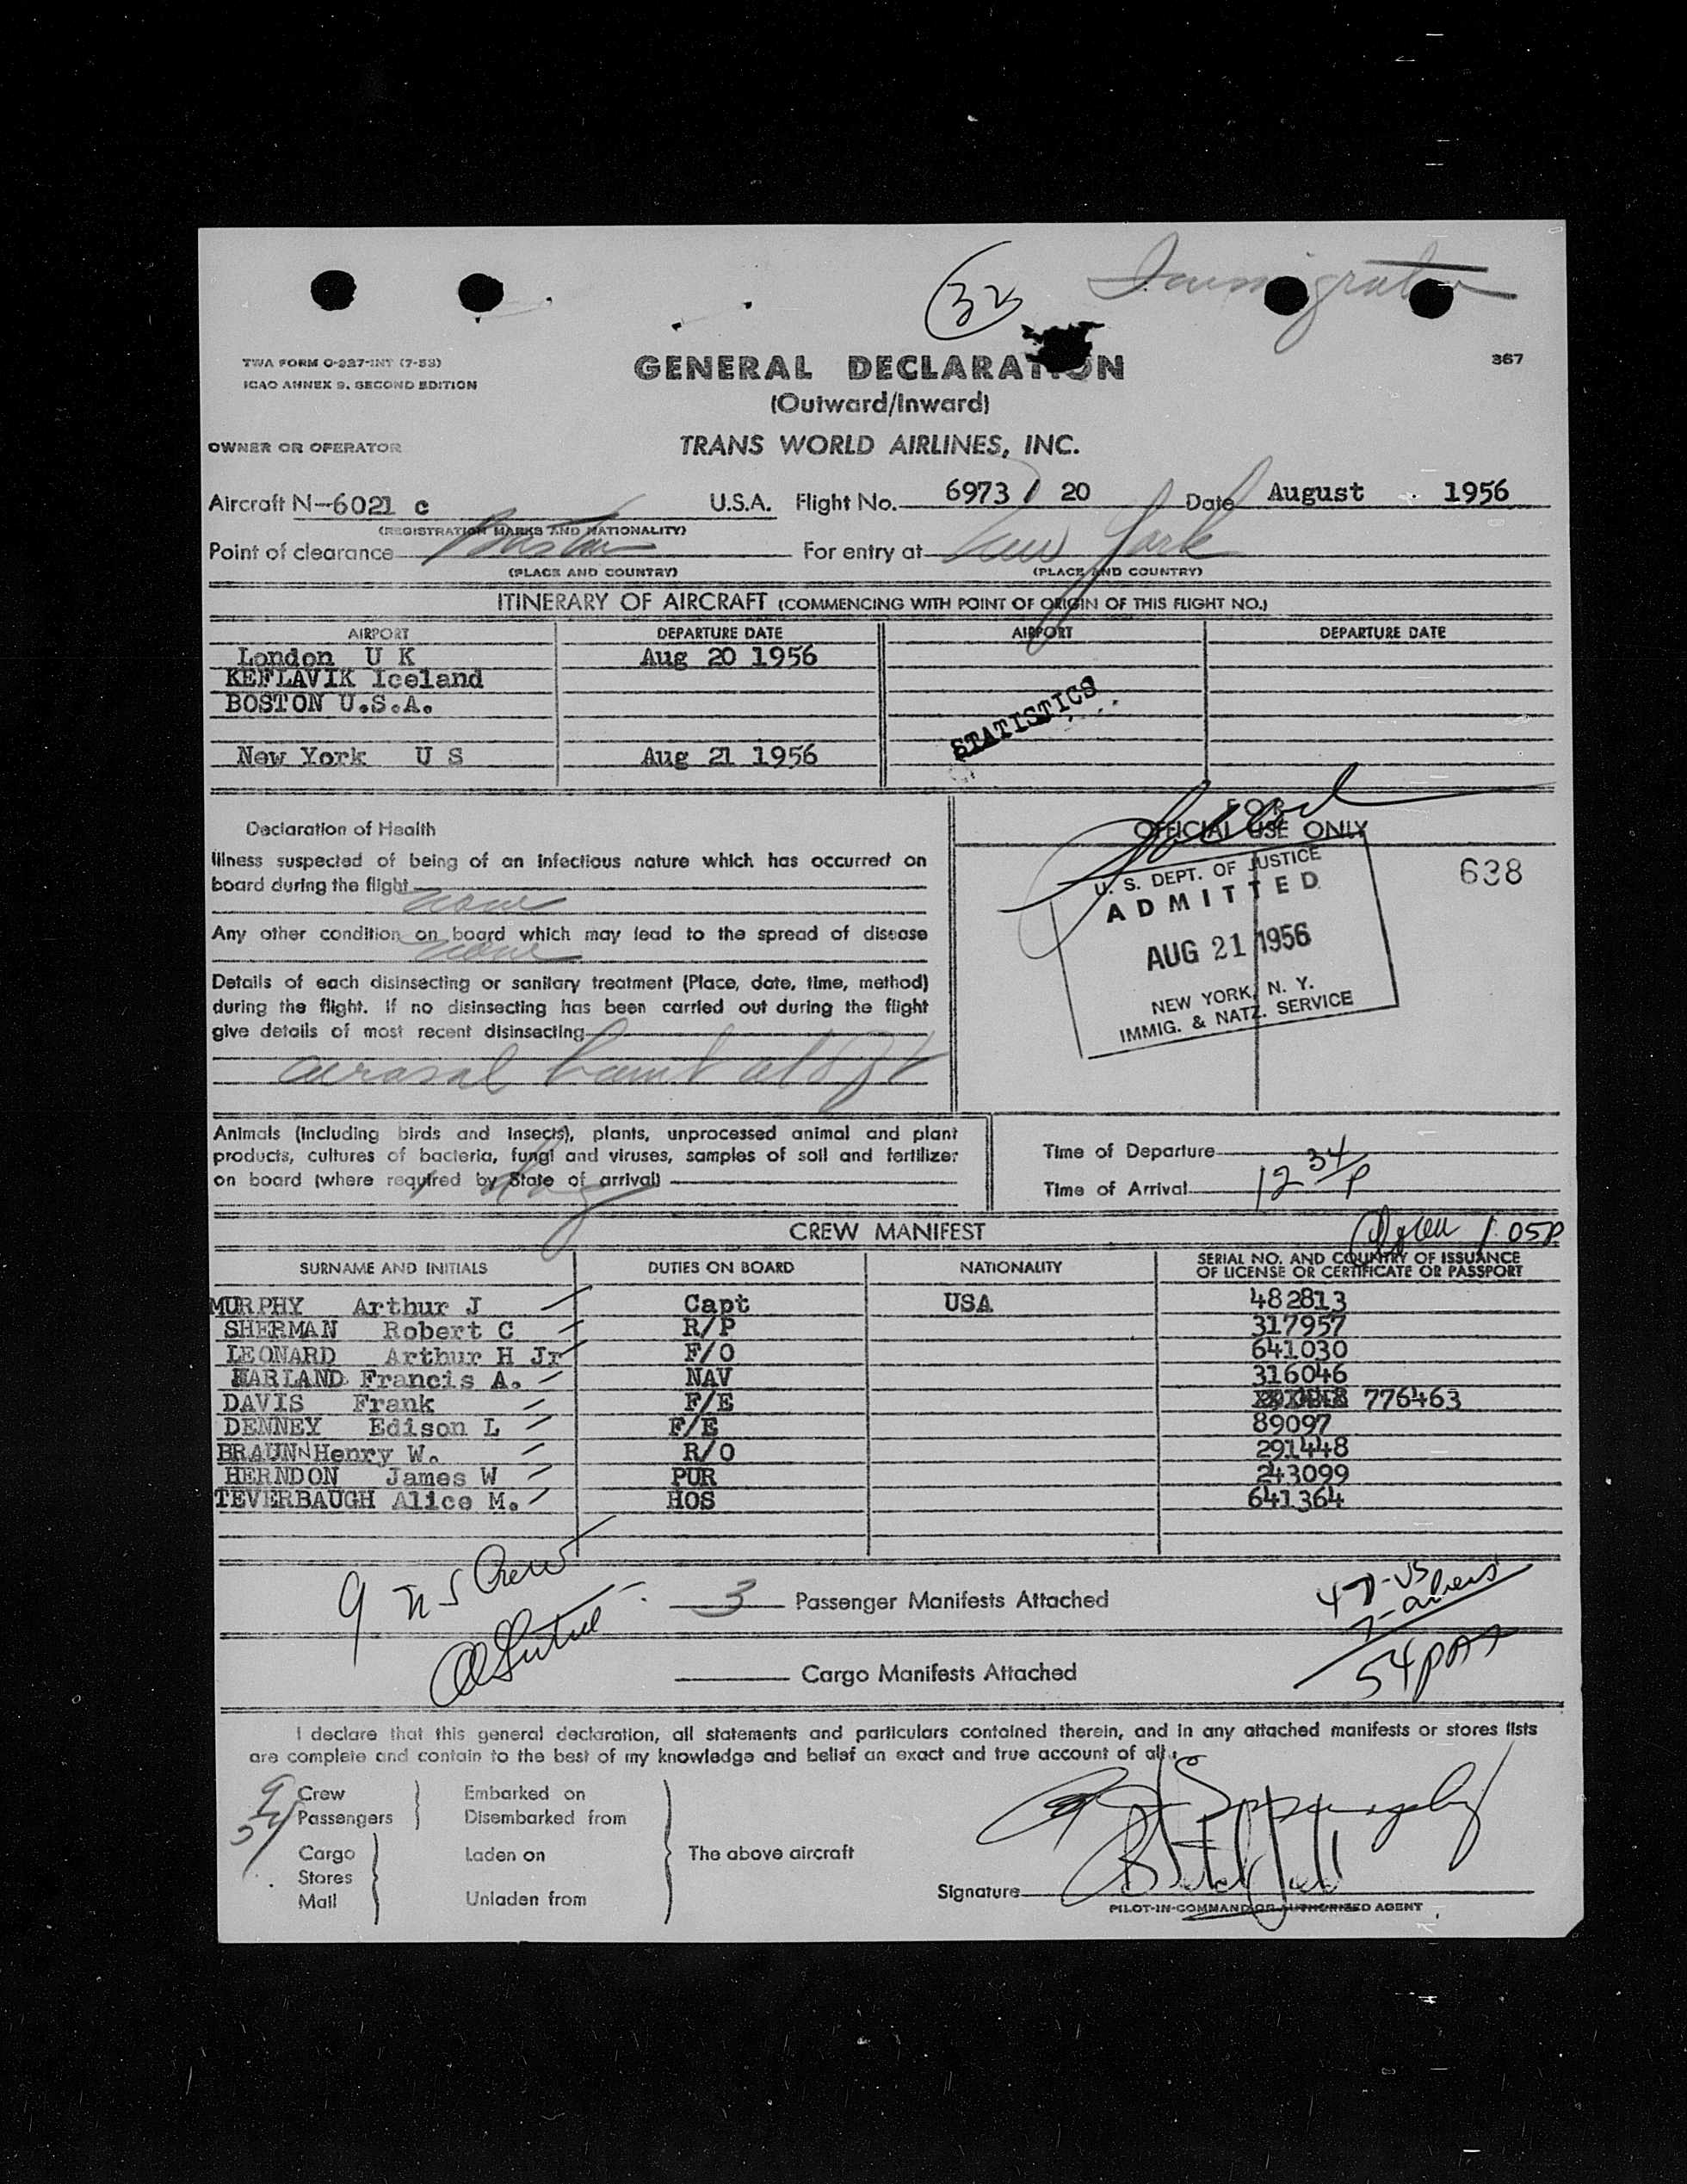 32 Immigration
TWA FORM O-927-INT (7-53)
ICAO ANNEX 9, SECOND EDITION
GENERAL DECLARATION
367
(Outward/Inward)
OWNER OR OPERATOR TRANS WORLD AIRLINES, INC.
Aircraft N-6021 c U.S.A. Flight No. 6973 / 20 Date August 1956
(REGISTRATION MARKS AND NATIONALITY)
Point of clearance Boston For entry at New York
(PLACE AND COUNTRY) (PLACE AND COUNTRY)
ITINERARY OF AIRCRAFT (COMMENCING WITH POINT OF ORIGIN OF THIS FLIGHT NO.)
AIRPORT DEPARTURE DATE AIRPORT DEPARTURE DATE
London U K Aug 20 1956
KEFLAVIK Iceland
BOSTON U.S.A.
STATISTICS
New York U S Aug 21 1956
Declaration of Health
Illness suspected of being of an infectious nature which has occurred on
board during the flight
none
Any other condition on board which may lead to the spread of disease
none
Details of each disinsecting or sanitary treatment (Place, date, time, method)
during the flight. If no disinsecting has been carried out during the flight
give details of most recent disinsecting
aerosol bomb
FOR
OFFICIAL USE ONLY
638
U. S. DEPT. OF JUSTICE
ADMITTED
AUG 21 1956
NEW YORK, N. Y.
IMMIG. & NATZ. SERVICE
Animals (including birds and insects), plants, unprocessed animal and plant
products, cultures of bacteria, fungi and viruses, samples of soil and fertilizer
on board (where required by State of arrival)
1 dog
Time of Departure
Time of Arrival 12 34/P
CREW MANIFEST
1:05P
SURNAME AND INITIALS DUTIES ON BOARD NATIONALITY SERIAL NO. AND COUNTRY OF ISSUANCE
OF LICENSE OR CERTIFICATE OR PASSPORT
MURPHY Arthur J Capt USA 482813
SHERMAN Robert C R/P 317957
LEONARD Arthur H Jr F/O 641030
HARLAND Francis A. NAV 316046
DAVIS Frank F/E 776463
DENNEY Edison L F/E 89097
BRAUN Henry W. R/O 291448
HERNDON James W PUR 243099
TEVERBAUGH Alice M. HOS 641364
9 US Crew
3 Passenger Manifests Attached
47-US
7-aliens
54 PAX
Cargo Manifests Attached
I declare that this general declaration, all statements and particulars contained therein, and in any attached manifests or stores lists
are complete and contain to the best of my knowledge and belief an exact and true account of all
9 Crew Embarked on
54 Passengers Disembarked from
Cargo Laden on The above aircraft
Stores
Mail Unladen from
Signature
PILOT-IN-COMMAND OR AUTHORIZED AGENT